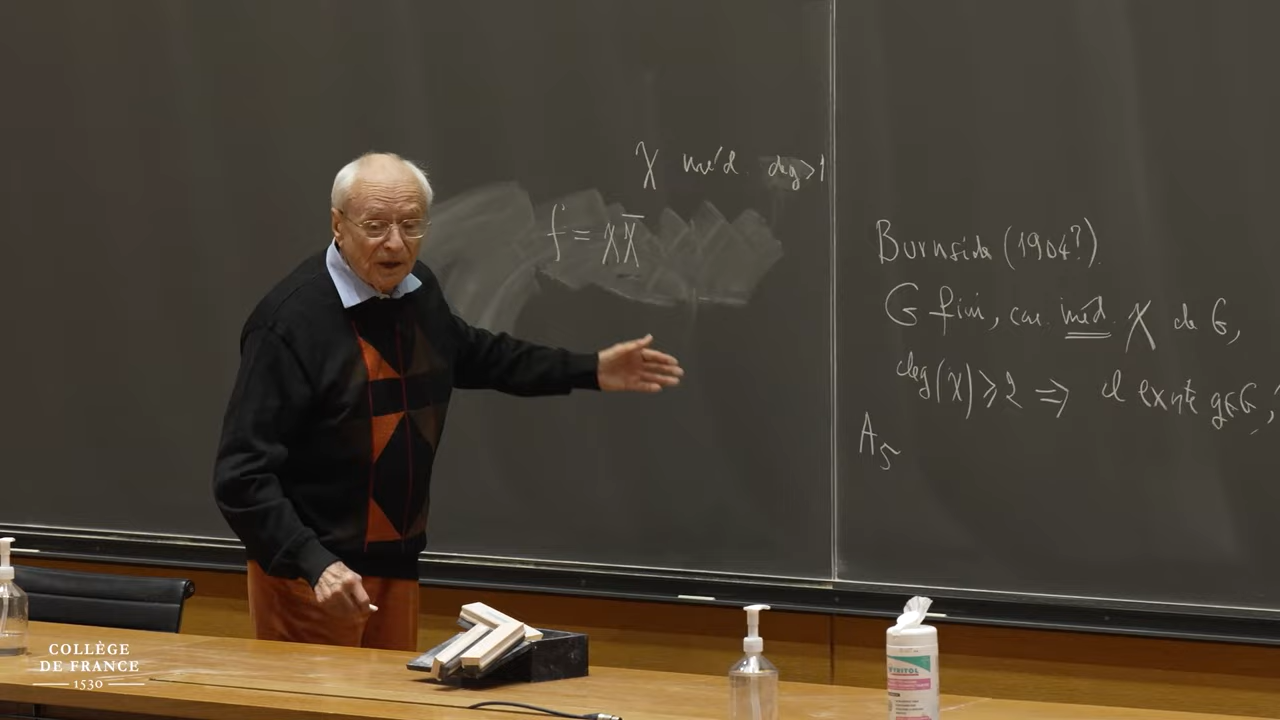 χ irréd. deg>1
f = χχ̄
Burnside (1904?)
G fini, car. irréd. χ de G,
deg(χ)⩾2 ⇒ il existe g∈G,
A₅
COLLÈGE
DE FRANCE
1530